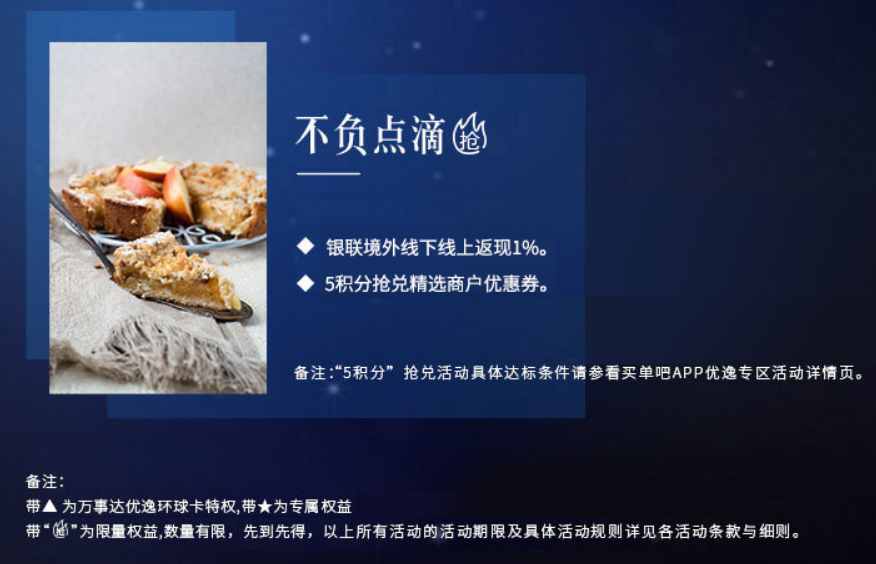 不负点滴抢
◆ 银联境外线下线上返现1%。
◆ 5积分抢兑精选商户优惠券。
备注:“5积分” 抢兑活动具体达标条件请参看买单吧APP优逸专区活动详情页。
备注:
带▲为万事达优逸环球卡特权,带★为专属权益
带“抢”为限量权益,数量有限，先到先得，以上所有活动的活动期限及具体活动规则详见各活动条款与细则。